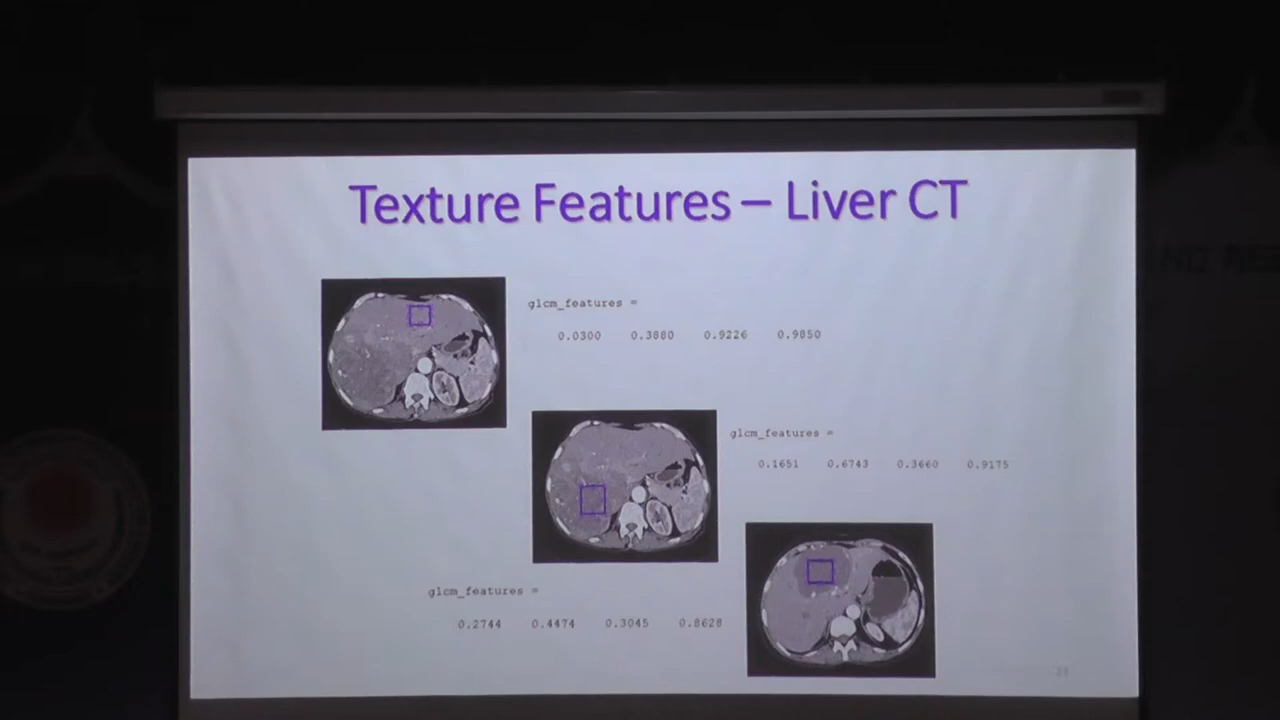 Texture Features – Liver CT
glcm_features =
0.0300 0.3880 0.9226 0.9850
glcm_features =
0.1651 0.6743 0.3660 0.9175
glcm_features =
0.2744 0.4474 0.3045 0.8628